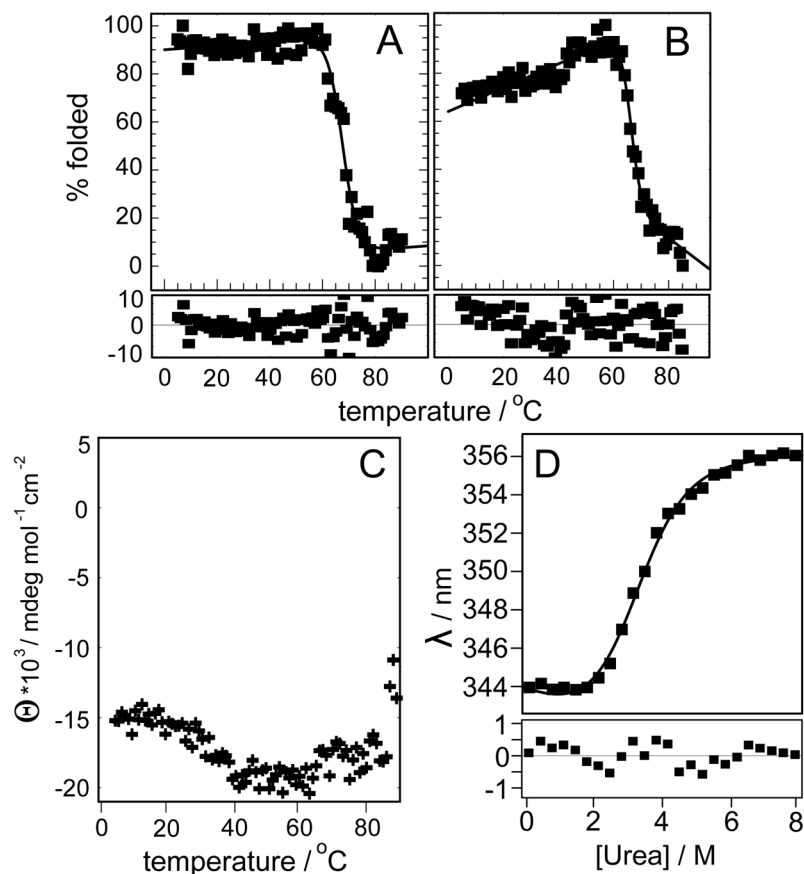 A
B
% folded
100
80
60
40
20
0
10
0
-10
0 20 40 60 80
0 20 40 60 80
temperature / °C
C
Θ *10³ / mdeg mol⁻¹ cm⁻²
5
0
-5
-10
-15
-20
0 20 40 60 80
temperature / °C
D
λ / nm
356
354
352
350
348
346
344
1
0
-1
0 2 4 6 8
[Urea] / M